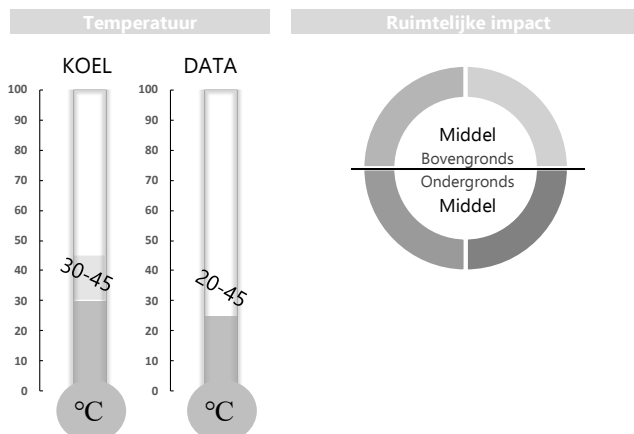 Temperatuur
Ruimtelijke impact
KOEL
DATA
100
90
80
70
60
50
40
30
20
10
0
30-45
°C
100
90
80
70
60
50
40
30
20
10
0
20-45
°C
Middel
Bovengronds
Ondergronds
Middel